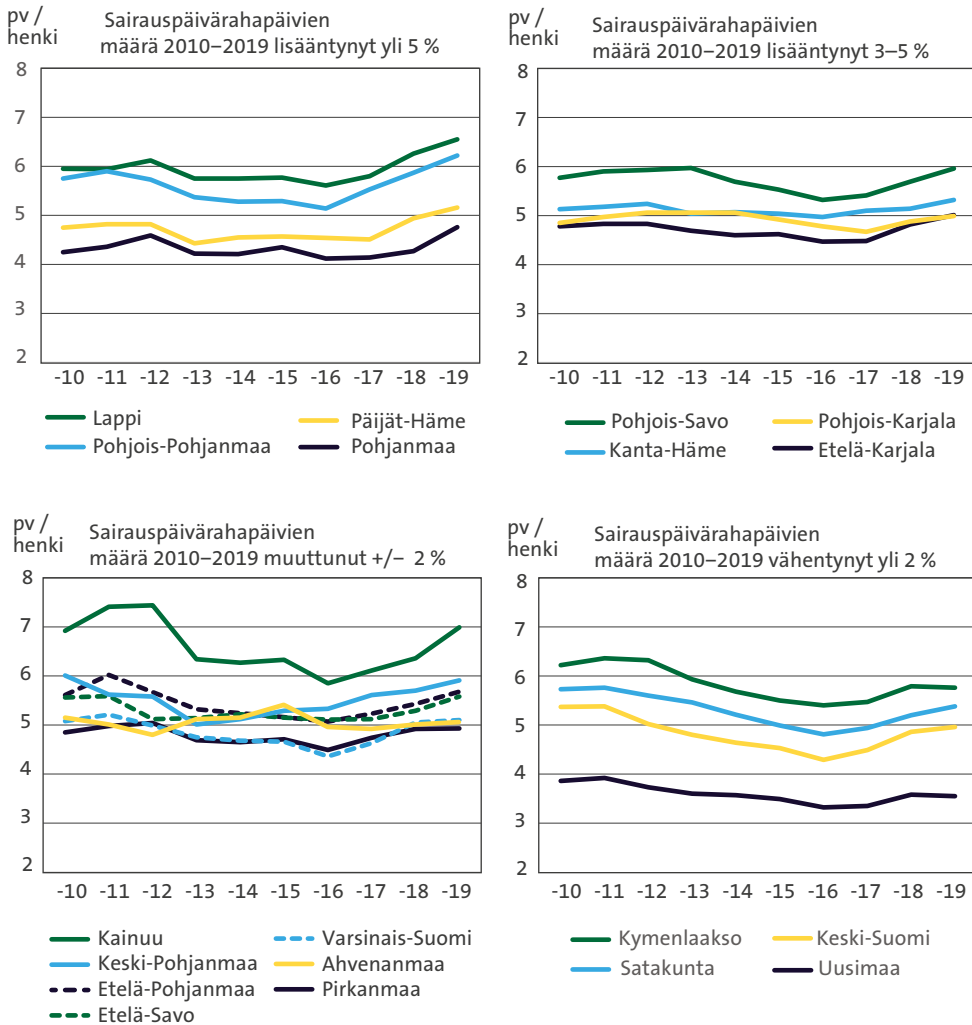 pv /
henki
Sairauspäivärahapäivien
määrä 2010–2019 lisääntynyt yli 5 %
8
7
6
5
4
3
2
-10 -11 -12 -13 -14 -15 -16 -17 -18 -19
Lappi
Päijät-Häme
Pohjois-Pohjanmaa
Pohjanmaa
pv /
henki
Sairauspäivärahapäivien
määrä 2010–2019 lisääntynyt 3–5 %
8
7
6
5
4
3
2
-10 -11 -12 -13 -14 -15 -16 -17 -18 -19
Pohjois-Savo
Pohjois-Karjala
Kanta-Häme
Etelä-Karjala
pv /
henki
Sairauspäivärahapäivien
määrä 2010–2019 muuttunut +/– 2 %
8
7
6
5
4
3
2
-10 -11 -12 -13 -14 -15 -16 -17 -18 -19
Kainuu
Varsinais-Suomi
Keski-Pohjanmaa
Ahvenanmaa
Etelä-Pohjanmaa
Pirkanmaa
Etelä-Savo
pv /
henki
Sairauspäivärahapäivien
määrä 2010–2019 vähentynyt yli 2 %
8
7
6
5
4
3
2
-10 -11 -12 -13 -14 -15 -16 -17 -18 -19
Kymenlaakso
Keski-Suomi
Satakunta
Uusimaa